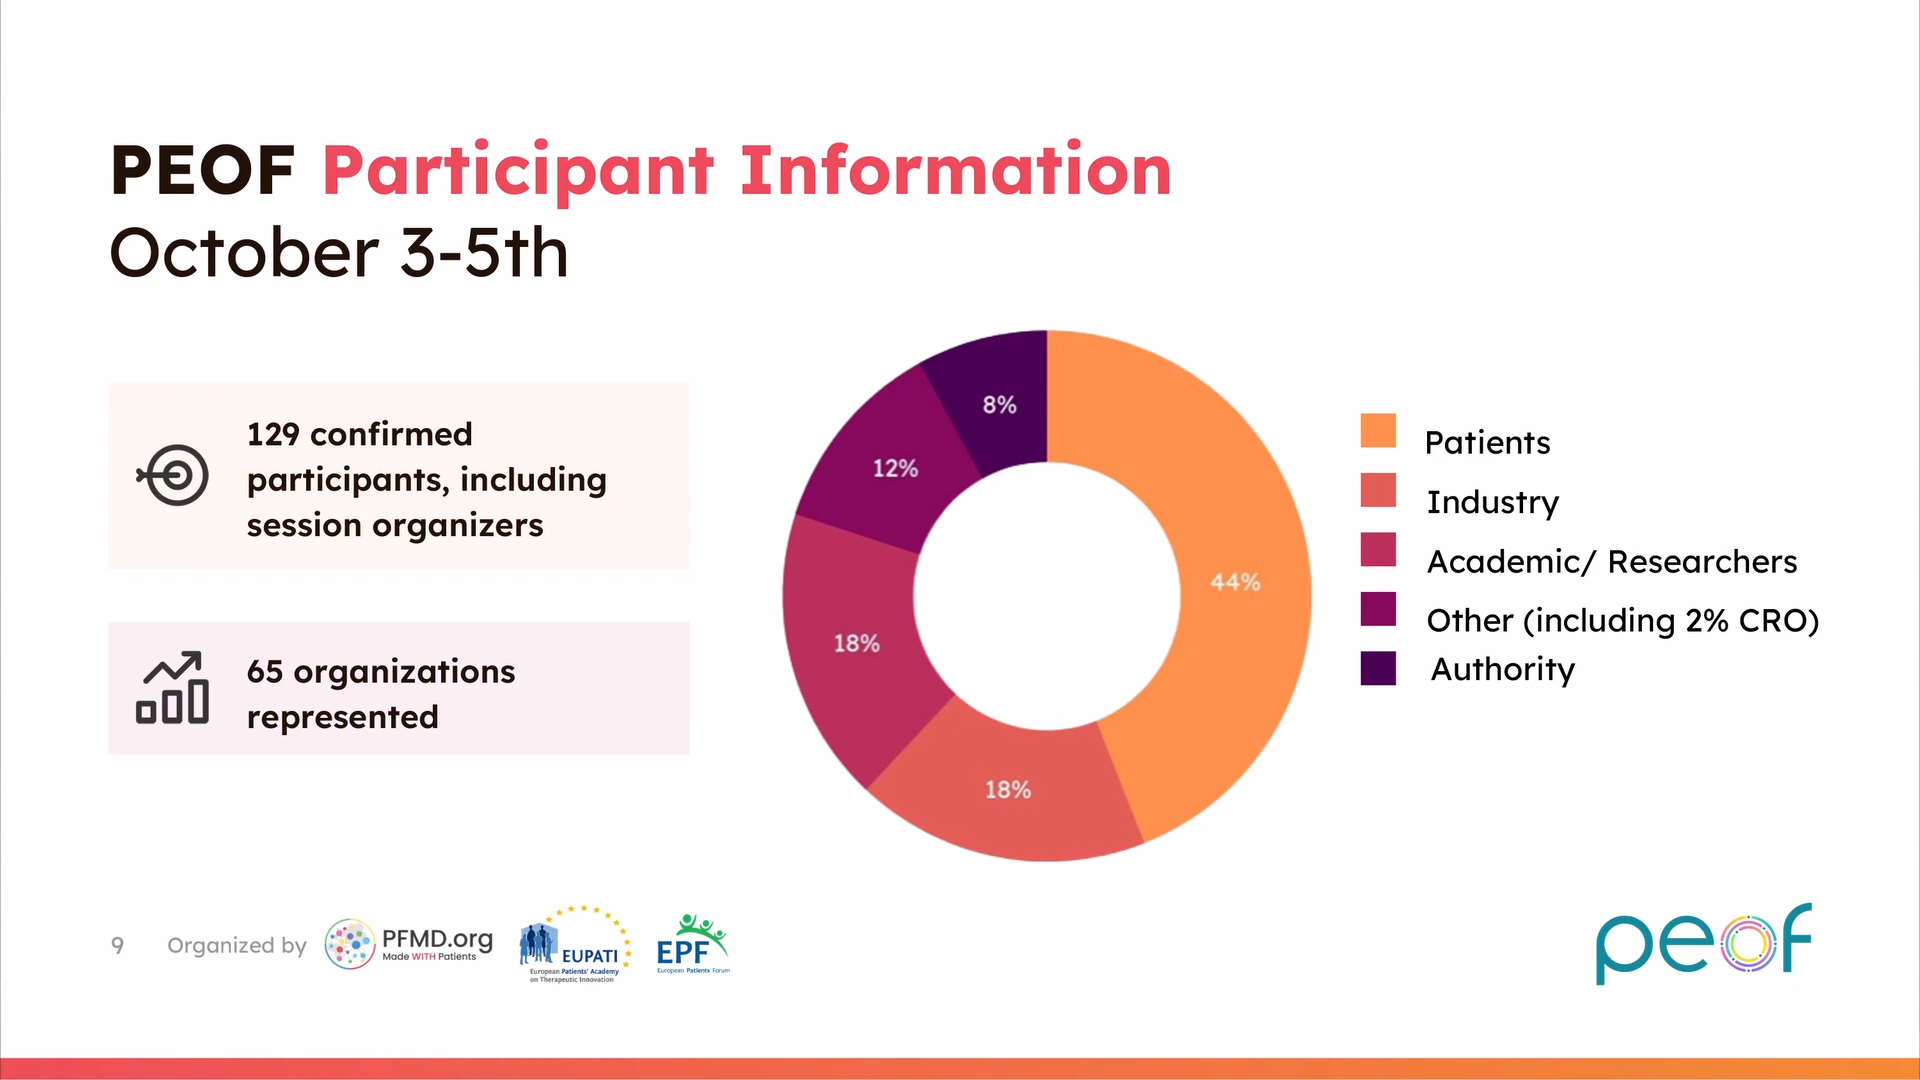 PEOF Participant Information
October 3-5th
129 confirmed
participants, including
session organizers
65 organizations
represented
8%
12%
44%
18%
18%
Patients
Industry
Academic/ Researchers
Other (including 2% CRO)
Authority
9
Organized by
PFMD.org
Made WITH Patients
EUPATI
European Patients' Academy
on Therapeutic Innovation
EPF
European Patients Forum
peof